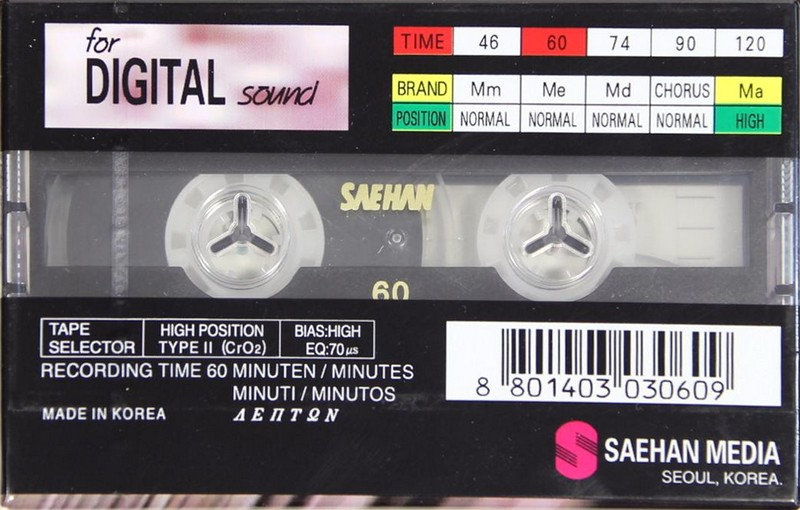 for
DIGITAL sound
TIME 46 60 74 90 120
BRAND Mm Me Md CHORUS Ma
POSITION NORMAL NORMAL NORMAL NORMAL HIGH
SAEHAN
60
TAPE SELECTOR
HIGH POSITION TYPE II (CrO2)
BIAS:HIGH EQ:70μs
RECORDING TIME 60 MINUTEN / MINUTES
MINUTI / MINUTOS
ΛΕΠΤΩΝ
MADE IN KOREA
8 801403 030609
SAEHAN MEDIA
SEOUL, KOREA.